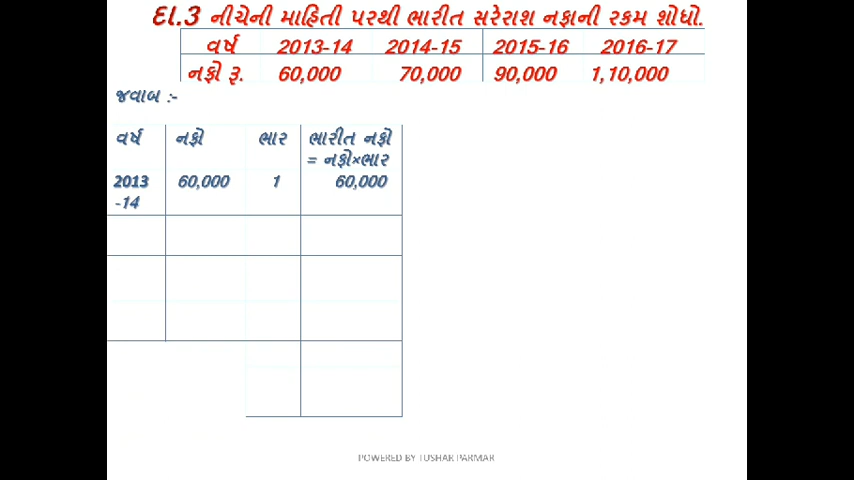 દા.3 નીચેની માહિતી પરથી ભારીત સરેરાશ નફાની રકમ શોધો.
વર્ષ 2013-14 2014-15 2015-16 2016-17
નફો રૂ. 60,000 70,000 90,000 1,10,000
જવાબ :-
વર્ષ નફો ભાર ભારીત નફો
= નફો×ભાર
2013 60,000 1 60,000
-14
POWERED BY TUSHAR PARMAR